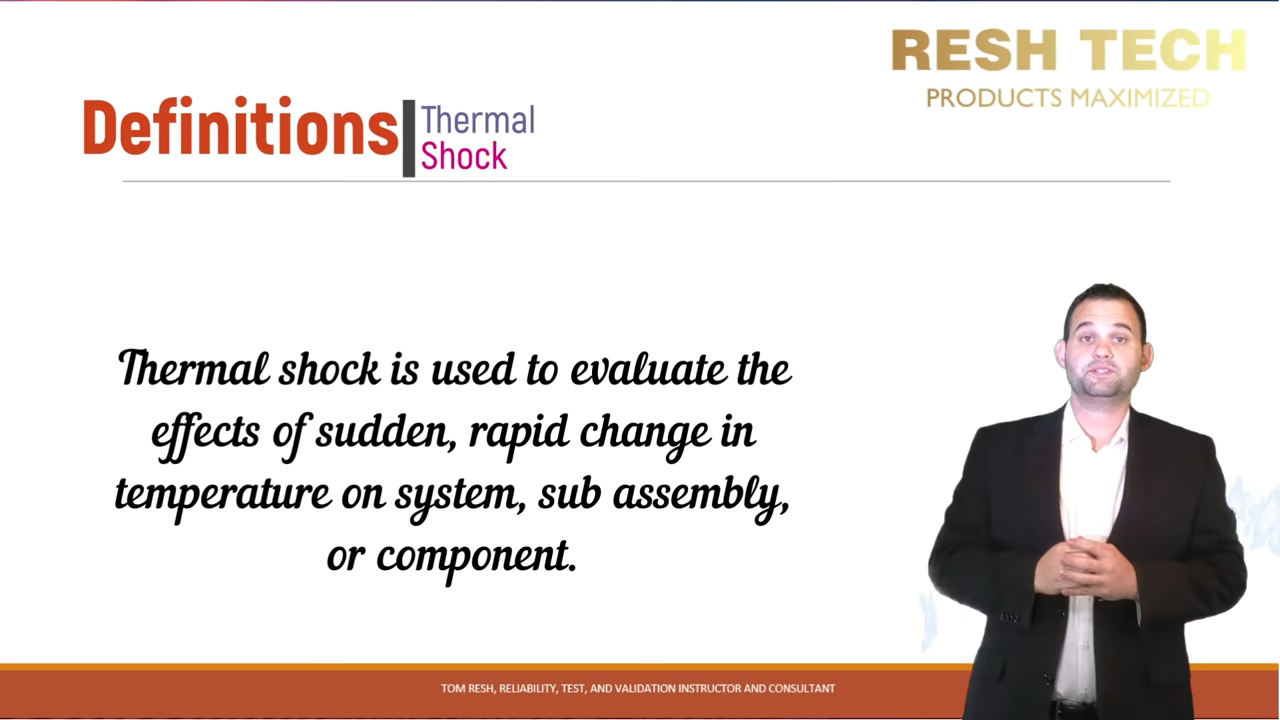 RESH TECH
PRODUCTS MAXIMIZED
Definitions
Thermal
Shock
Thermal shock is used to evaluate the
effects of sudden, rapid change in
temperature on system, sub assembly,
or component.
TOM RESH, RELIABILITY, TEST, AND VALIDATION INSTRUCTOR AND CONSULTANT